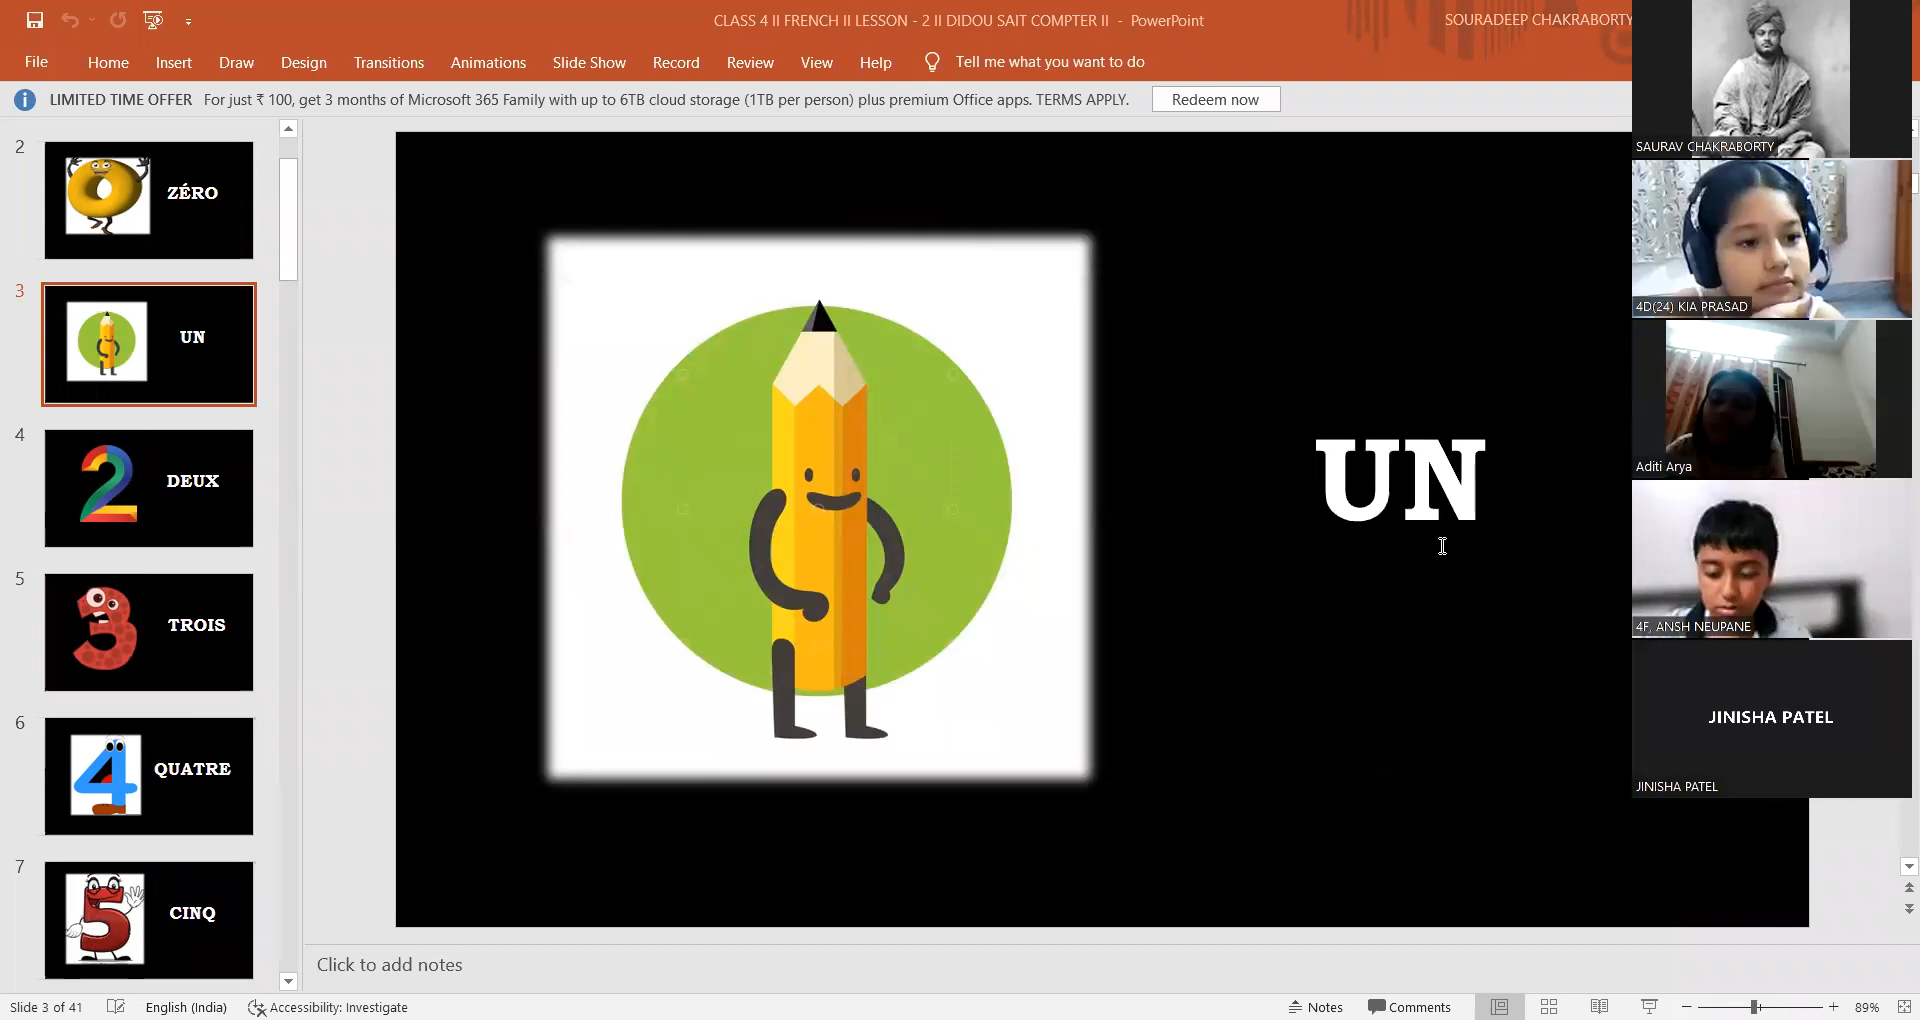 CLASS 4 II FRENCH II LESSON - 2 II DIDOU SAIT COMPTER II - PowerPoint
SOURADEEP CHAKRABORTY
File Home Insert Draw Design Transitions Animations Slide Show Record Review View Help Tell me what you want to do
LIMITED TIME OFFER For just ₹ 100, get 3 months of Microsoft 365 Family with up to 6TB cloud storage (1TB per person) plus premium Office apps. TERMS APPLY. Redeem now
2
ZÉRO
3
UN
4
2
DEUX
5
3
TROIS
6
4
QUATRE
7
5
CINQ
UN
SAURAV CHAKRABORTY
4D(24) KIA PRASAD
Aditi Arya
4F, ANSH NEUPANE
JINISHA PATEL
JINISHA PATEL
Click to add notes
Slide 3 of 41 English (India) Accessibility: Investigate Notes Comments 89%